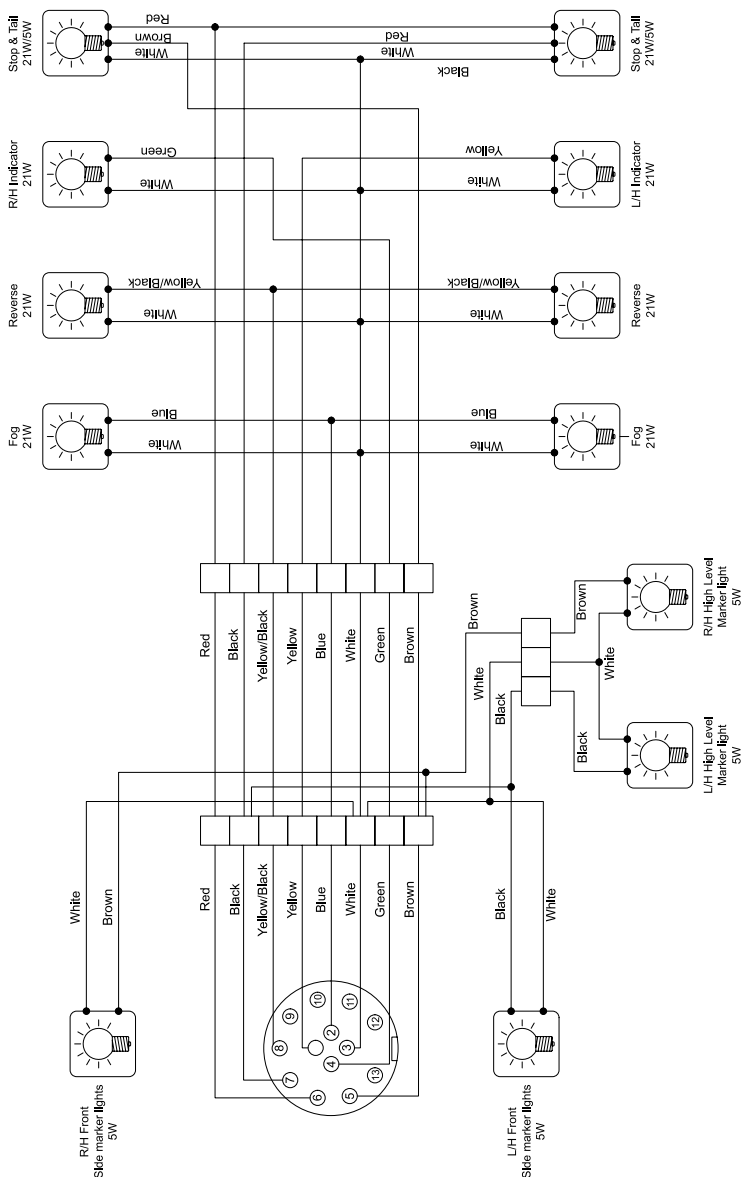 Stop & Tail
21W/5W
Red
Brown
White
Red
White
Black
Stop & Tail
21W/5W
R/H Indicator
21W
Green
White
Yellow
White
L/H Indicator
21W
Reverse
21W
Yellow/Black
White
Yellow/Black
White
Reverse
21W
Fog
21W
Blue
White
Blue
White
Fog
21W
Red
Black
Yellow/Black
Yellow
Blue
White
Green
Brown
Brown
White
Black
Brown
White
Black
R/H High Level
Marker light
5W
L/H High Level
Marker light
5W
White
Brown
Red
Black
Yellow/Black
Yellow
Blue
White
Green
Brown
Black
White
R/H Front
Side marker lights
5W
10
9
11
8
2
12
3
7
4
13
6
5
L/H Front
Side marker lights
5W